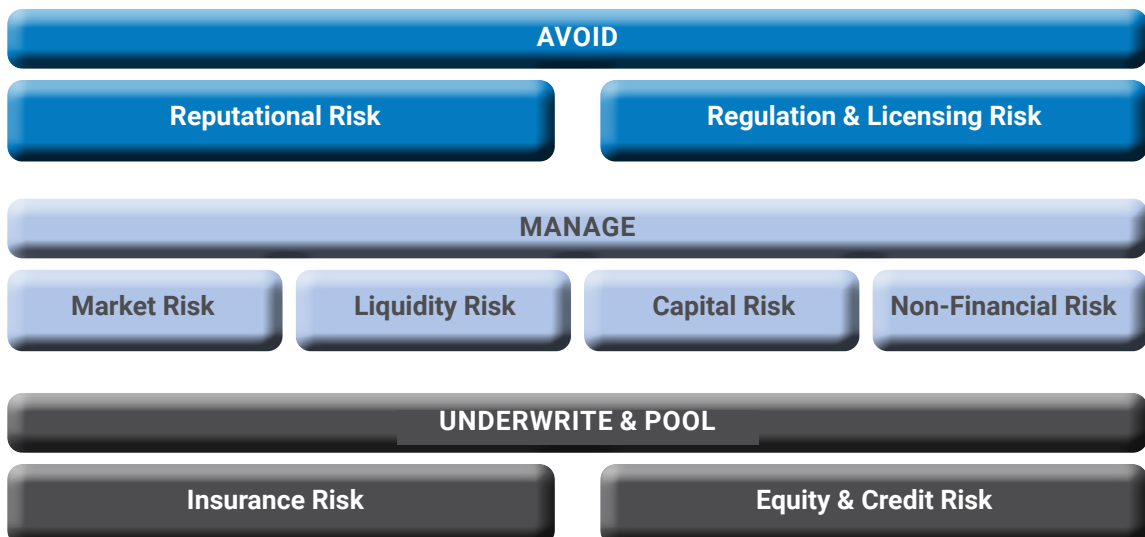 AVOID
Reputational Risk
Regulation & Licensing Risk
MANAGE
Market Risk
Liquidity Risk
Capital Risk
Non-Financial Risk
UNDERWRITE & POOL
Insurance Risk
Equity & Credit Risk